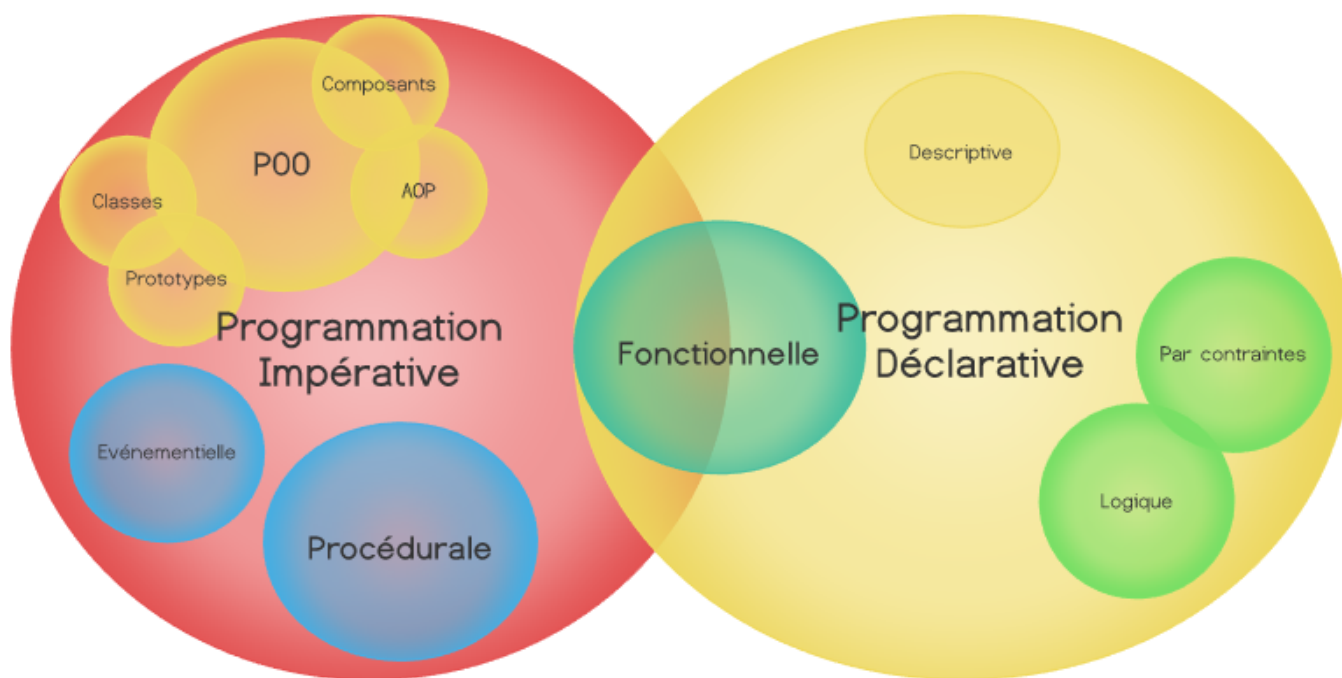 Composants
POO
AOP
Classes
Prototypes
Programmation
Impérative
Evénementielle
Procédurale
Fonctionnelle
Descriptive
Programmation
Déclarative
Par contraintes
Logique